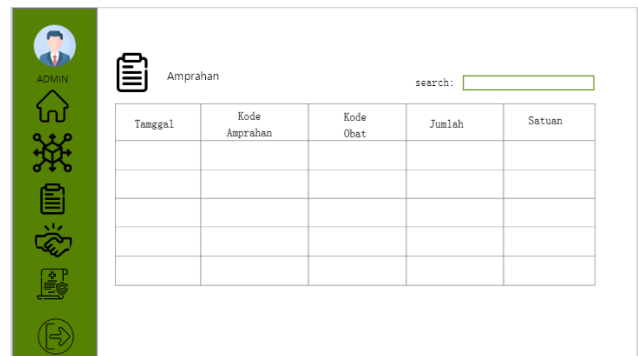 ADMIN
Amprahan
search:
Tamggal
Kode
Amprahan
Kode
Obat
Jumlah
Satuan